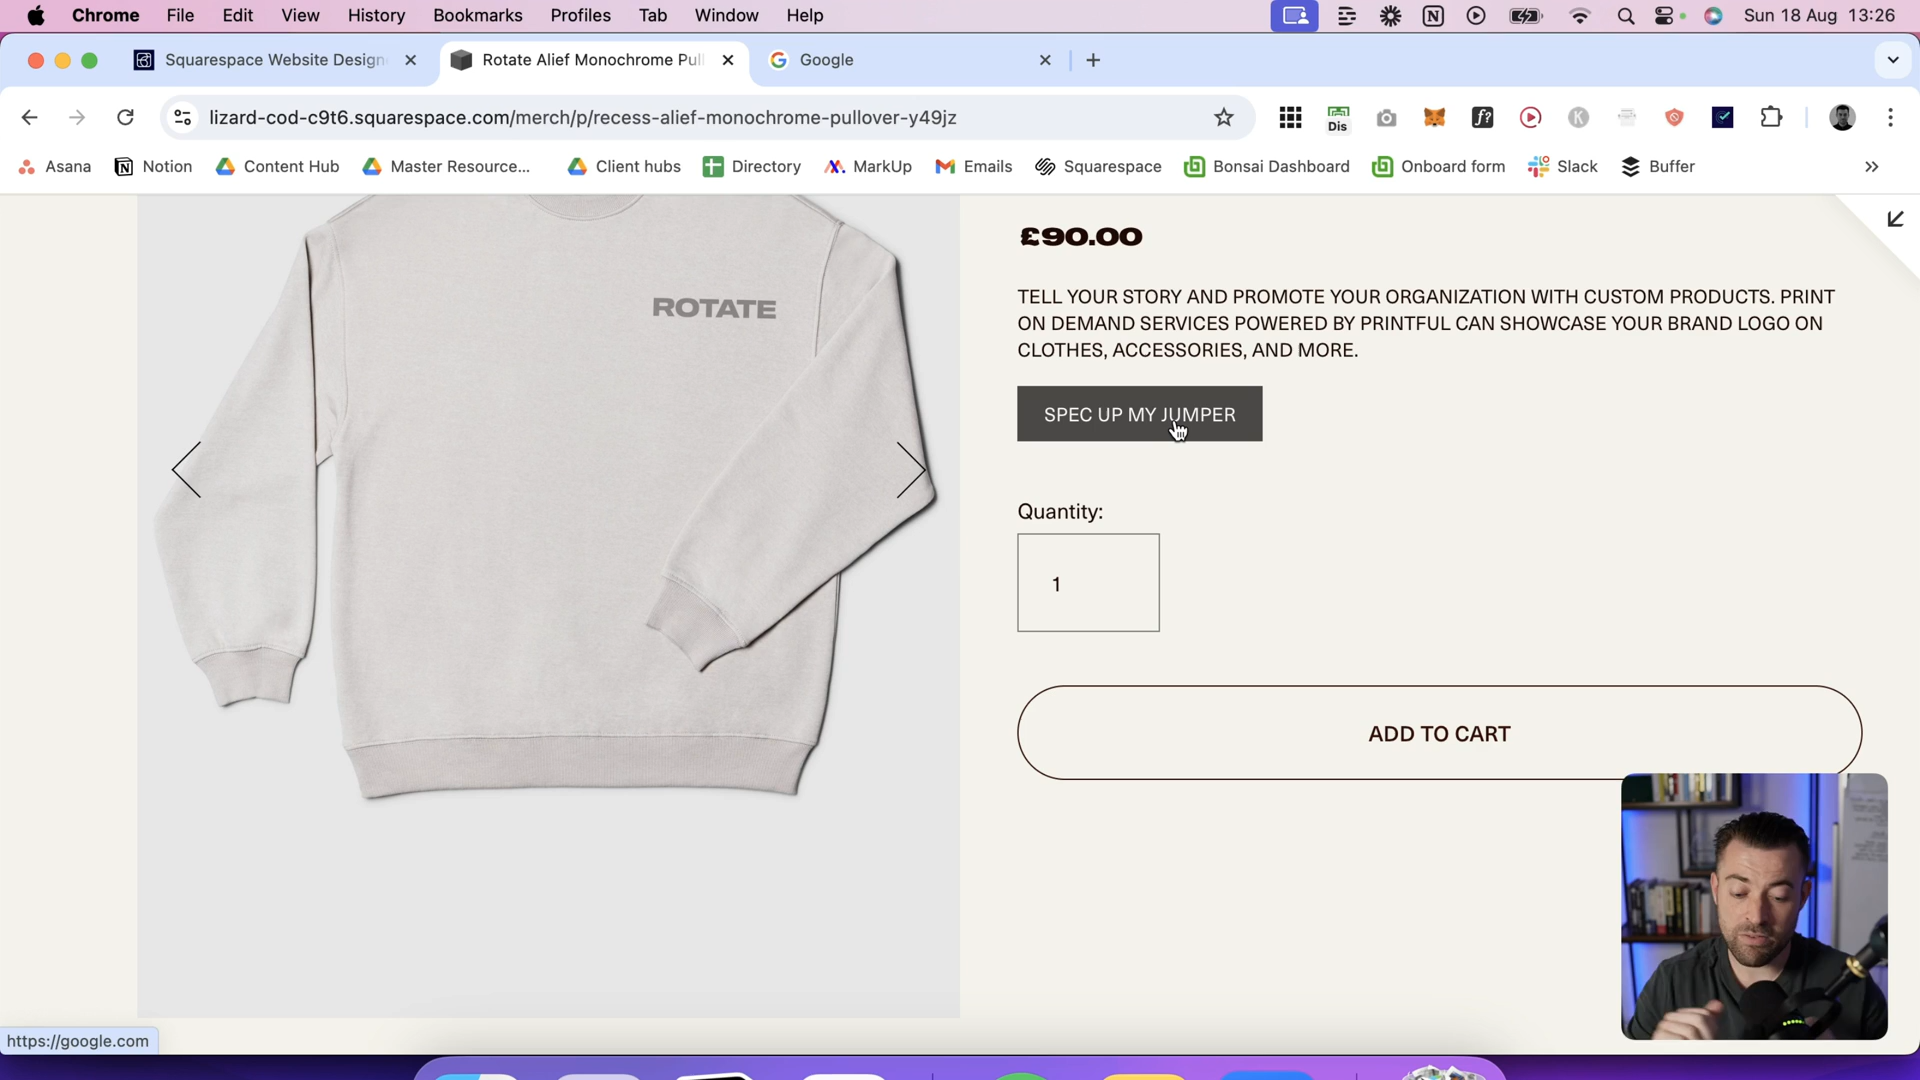 Chrome File Edit View History Bookmarks Profiles Tab Window Help Sun 18 Aug 13:26
Squarespace Website Design Rotate Alief Monochrome Pul Google
lizard-cod-c9t6.squarespace.com/merch/p/recess-alief-monochrome-pullover-y49jz
Dis f? K
Asana Notion Content Hub Master Resource... Client hubs Directory MarkUp Emails Squarespace Bonsai Dashboard Onboard form Slack Buffer
£90.00
TELL YOUR STORY AND PROMOTE YOUR ORGANIZATION WITH CUSTOM PRODUCTS. PRINT
ON DEMAND SERVICES POWERED BY PRINTFUL CAN SHOWCASE YOUR BRAND LOGO ON
CLOTHES, ACCESSORIES, AND MORE.
ROTATE
SPEC UP MY JUMPER
Quantity:
1
ADD TO CART
https://google.com